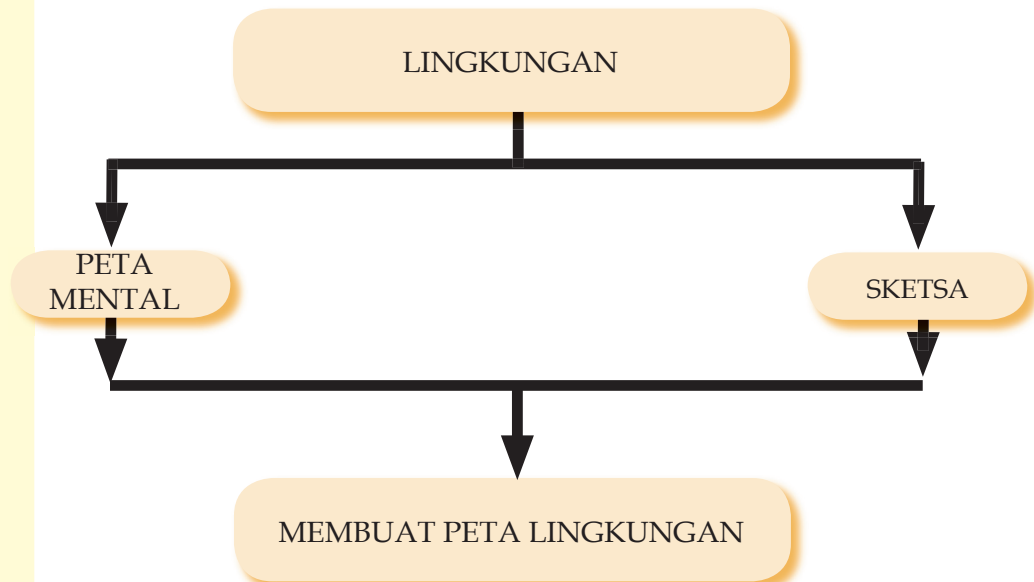 LINGKUNGAN
PETA
MENTAL
SKETSA
MEMBUAT PETA LINGKUNGAN